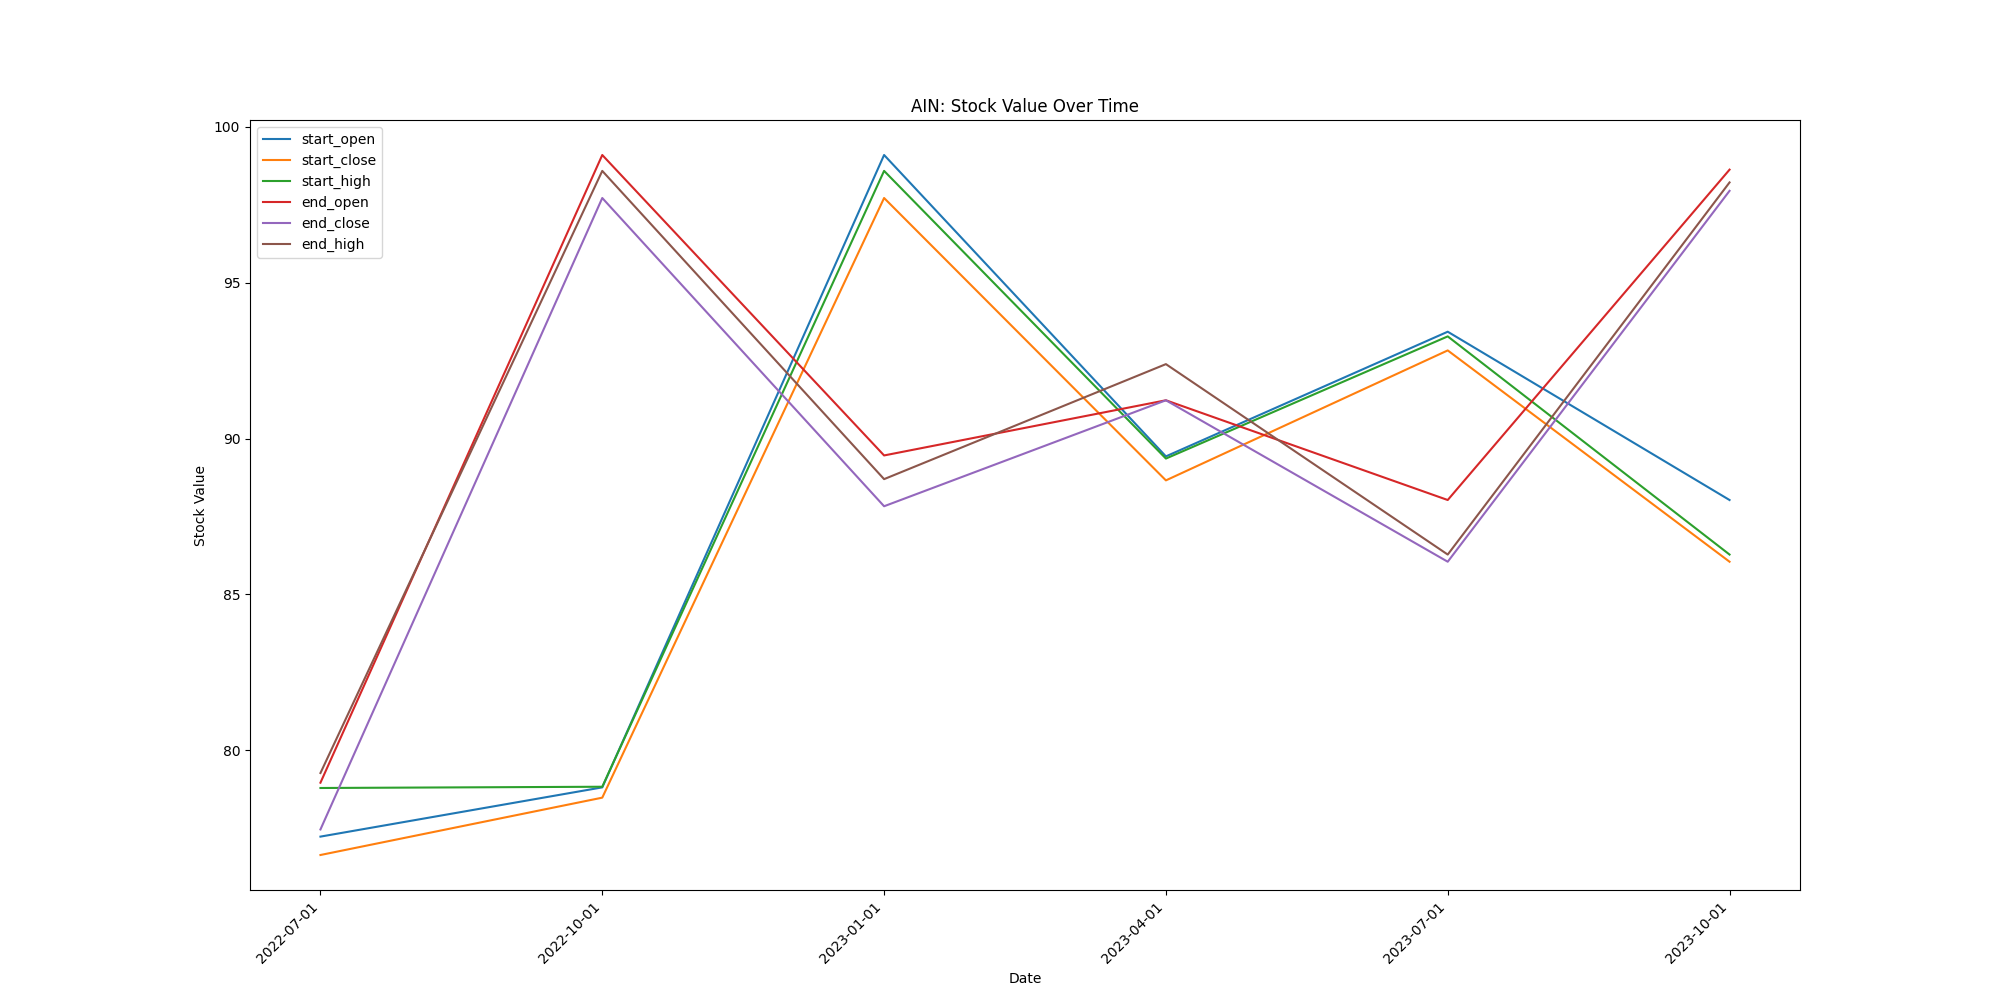 AIN: Stock Value Over Time
100
95
90
85
80
Stock Value
start_open
start_close
start_high
end_open
end_close
end_high
2022-07-01
2022-10-01
2023-01-01
2023-04-01
2023-07-01
2023-10-01
Date